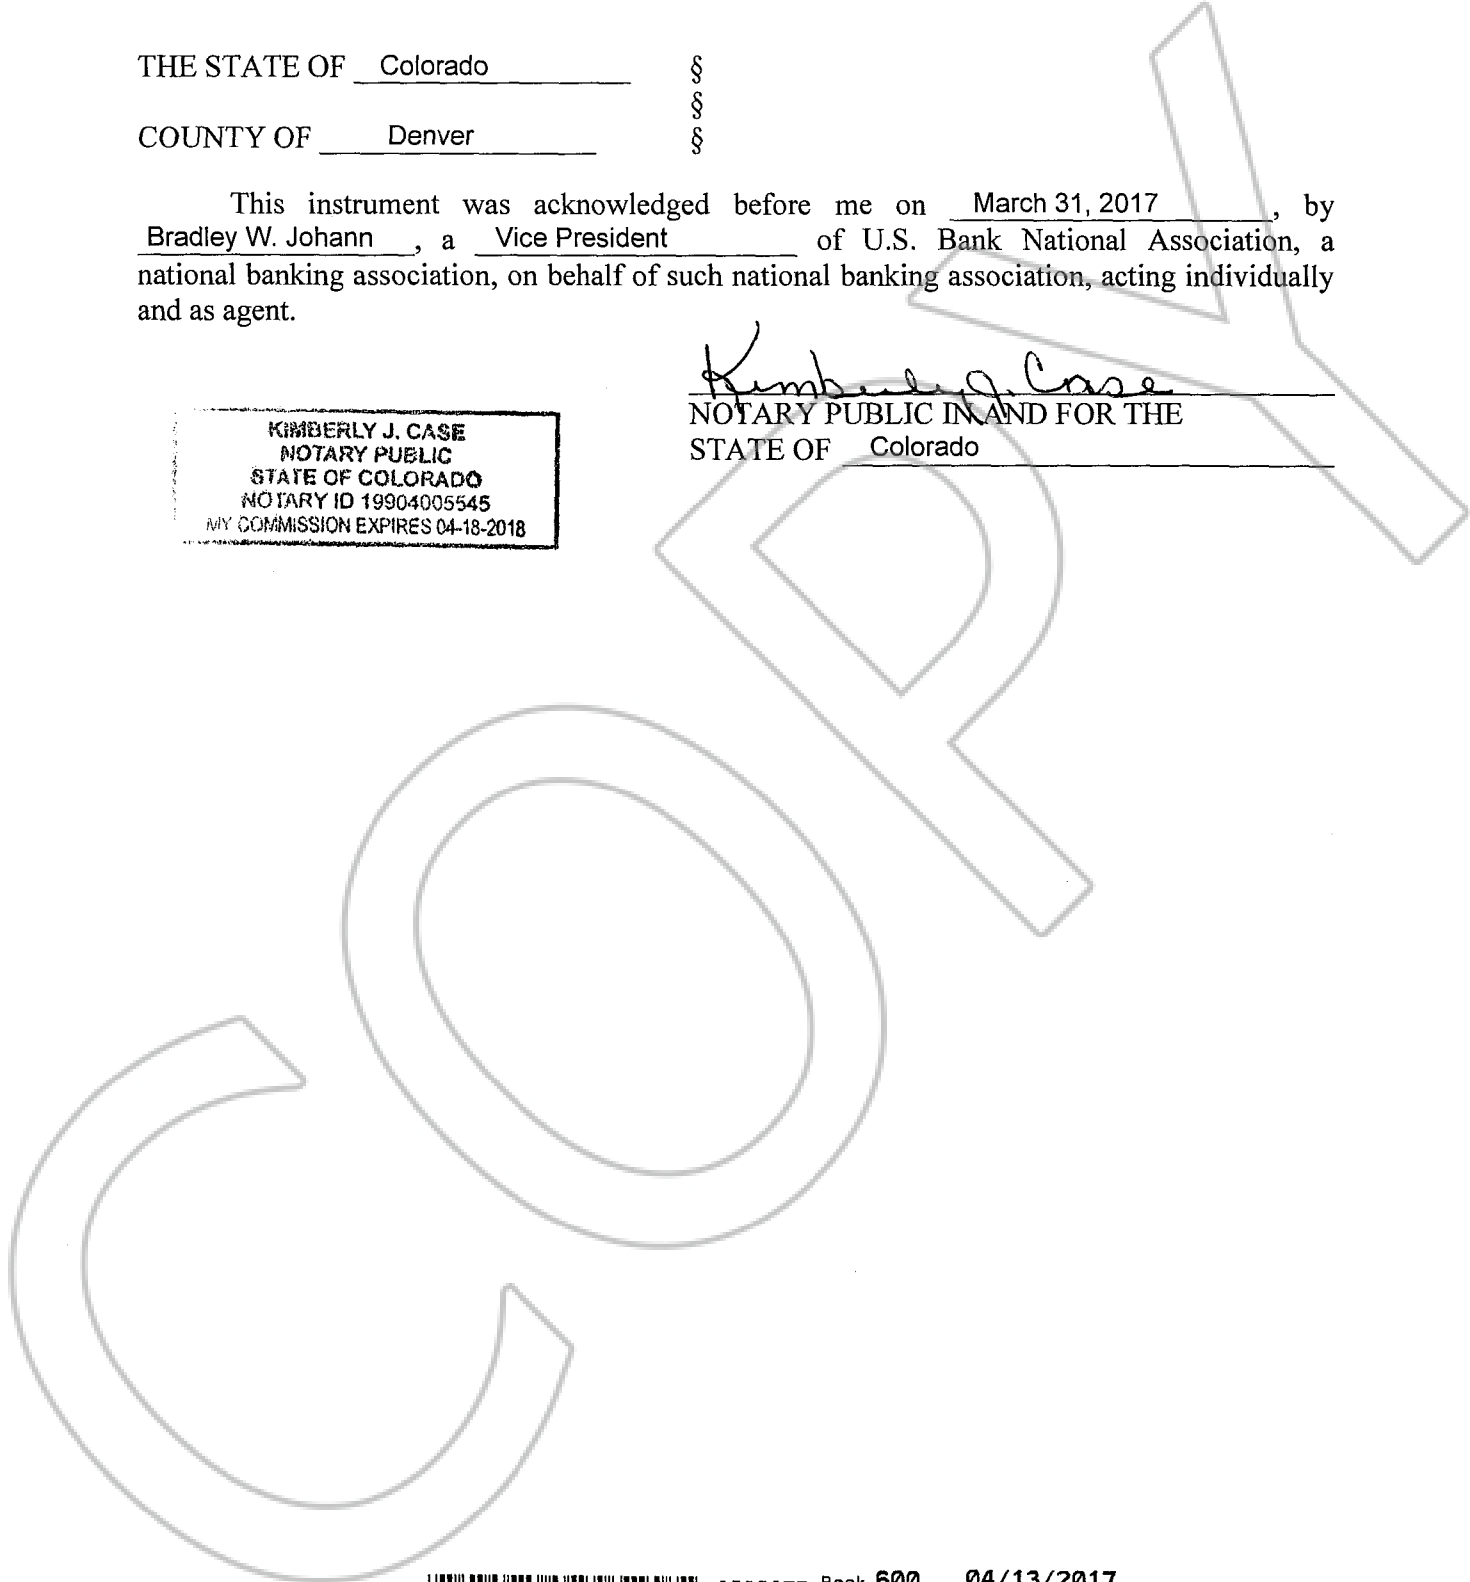 THE STATE OF Colorado §
§
COUNTY OF Denver §
This instrument was acknowledged before me on March 31, 2017, by
Bradley W. Johann, a Vice President of U.S. Bank National Association, a
national banking association, on behalf of such national banking association, acting individually
and as agent.
Kimberly J. Case
NOTARY PUBLIC IN AND FOR THE
STATE OF Colorado
KIMBERLY J. CASE
NOTARY PUBLIC
STATE OF COLORADO
NOTARY ID 19904005545
MY COMMISSION EXPIRES 04-18-2018
COPY
Book 600 04/13/2017